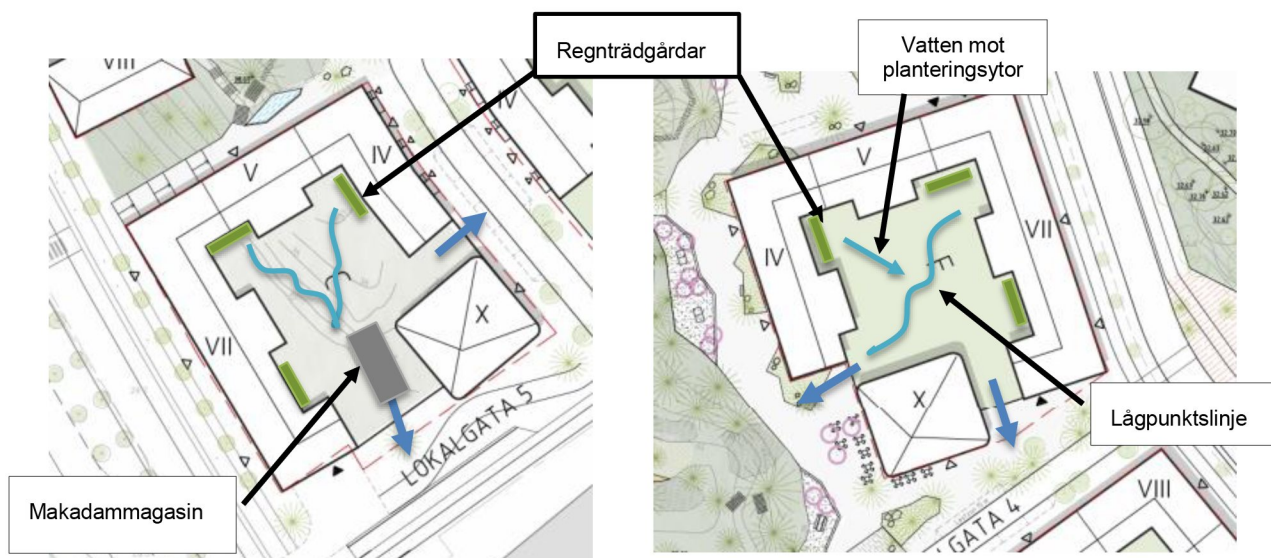 Regnträdgårdar
Vatten mot
planteringsytor
VIII
IV
V
IV
C
VII
X
LOKALGATA 5
Makadammagasin
V
IV
VII
F
X
Lågpunktslinje
LOKALGATA 4
VIII